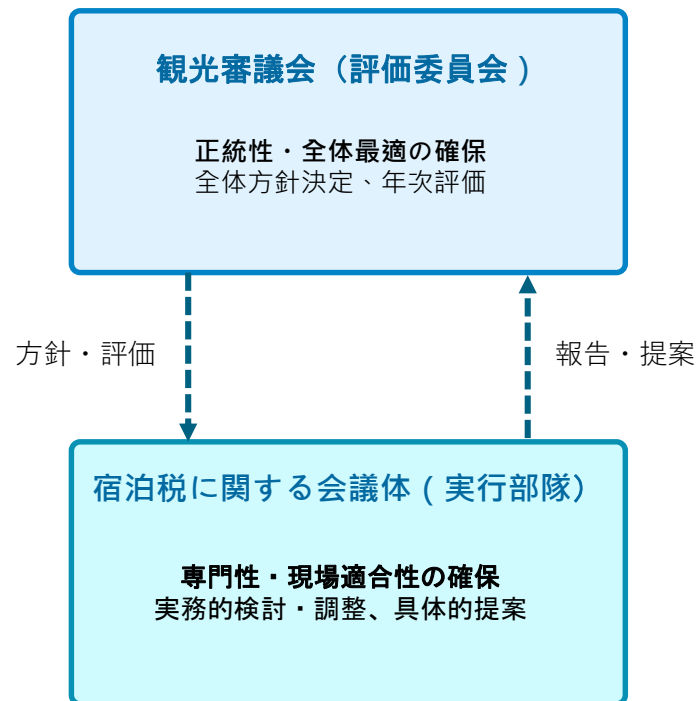 観光審議会（評価委員会）
正統性・全体最適の確保
全体方針決定、年次評価
方針・評価
報告・提案
宿泊税に関する会議体（実行部隊）
専門性・現場適合性の確保
実務的検討・調整、具体的提案